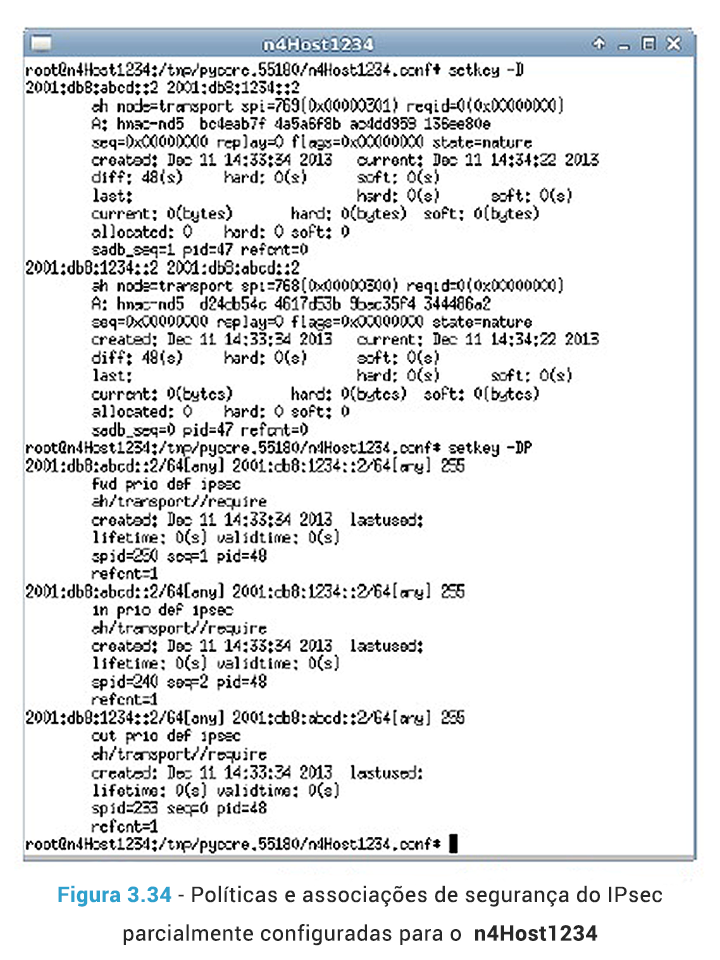 n4Host1234
root@n4Host1234:/tmp/pycore.55180/n4Host1234.conf# setkey -D
2001:db8:abcd::2 2001:db8:1234::2
ah mode=transport spi=769(0x00000301) reqid=0(0x00000000)
A: hmac-md5 bc4eab7f 4a5a6f8b ac4dd959 136ee80e
seq=0x00000000 replay=0 flags=0x00000000 state=mature
created: Dec 11 14:33:34 2013 current: Dec 11 14:34:22 2013
diff: 48(s) hard: 0(s) soft: 0(s)
last: hard: 0(s) soft: 0(s)
current: 0(bytes) hard: 0(bytes) soft: 0(bytes)
allocated: 0 hard: 0 soft: 0
sadb_seq=1 pid=47 refcnt=0
2001:db8:1234::2 2001:db8:abcd::2
ah mode=transport spi=768(0x00000300) reqid=0(0x00000000)
A: hmac-md5 d24cb54c 4617d53b 9bec35f4 344486a2
seq=0x00000000 replay=0 flags=0x00000000 state=mature
created: Dec 11 14:33:34 2013 current: Dec 11 14:34:22 2013
diff: 48(s) hard: 0(s) soft: 0(s)
last: hard: 0(s) soft: 0(s)
current: 0(bytes) hard: 0(bytes) soft: 0(bytes)
allocated: 0 hard: 0 soft: 0
sadb_seq=0 pid=47 refcnt=0
root@n4Host1234:/tmp/pycore.55180/n4Host1234.conf# setkey -DP
2001:db8:abcd::2/64[any] 2001:db8:1234::2/64[any] 255
fwd prio def ipsec
ah/transport//require
created: Dec 11 14:33:34 2013 lastused:
lifetime: 0(s) validtime: 0(s)
spid=250 seq=1 pid=48
refcnt=1
2001:db8:abcd::2/64[any] 2001:db8:1234::2/64[any] 255
in prio def ipsec
ah/transport//require
created: Dec 11 14:33:34 2013 lastused:
lifetime: 0(s) validtime: 0(s)
spid=240 seq=2 pid=48
refcnt=1
2001:db8:1234::2/64[any] 2001:db8:abcd::2/64[any] 255
out prio def ipsec
ah/transport//require
created: Dec 11 14:33:34 2013 lastused:
lifetime: 0(s) validtime: 0(s)
spid=233 seq=0 pid=48
refcnt=1
root@n4Host1234:/tmp/pycore.55180/n4Host1234.conf#
Figura 3.34 - Políticas e associações de segurança do IPsec
parcialmente configuradas para o n4Host1234